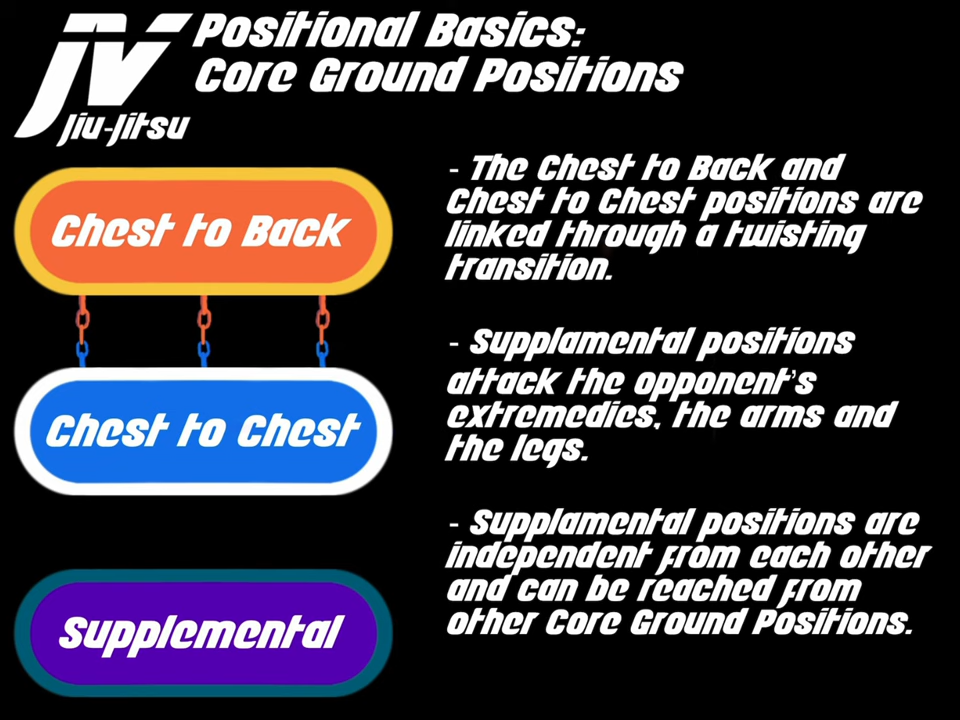 JV
Jiu-Jitsu
Positional Basics:
Core Ground Positions
Chest to Back
Chest to Chest
Supplemental
- The Chest to Back and
Chest to Chest positions are
linked through a twisting
transition.
- Supplamental positions
attack the opponent's
extremedies, the arms and
the legs.
- Supplamental positions are
independent from each other
and can be reached from
other Core Ground Positions.